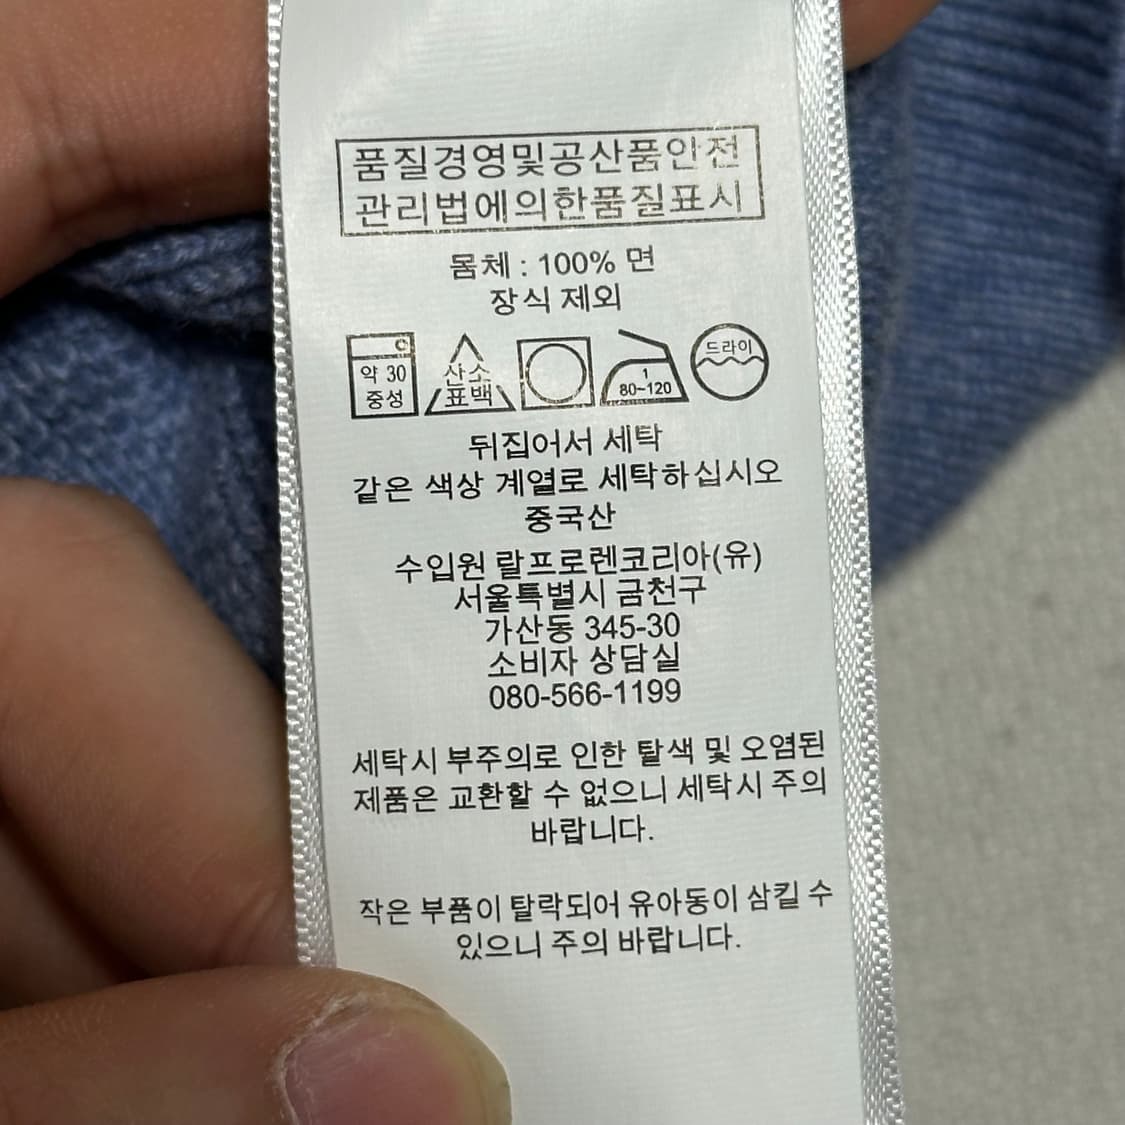 품질경영및공산품안전
관리법에의한품질표시
몸체 : 100% 면
장식 제외
약 30
중성
산소
표백
1
80~120
드라이
뒤집어서 세탁
같은 색상 계열로 세탁하십시오
중국산
수입원 랄프로렌코리아(유)
서울특별시 금천구
가산동 345-30
소비자 상담실
080-566-1199
세탁시 부주의로 인한 탈색 및 오염된
제품은 교환할 수 없으니 세탁시 주의
바랍니다.
작은 부품이 탈락되어 유아동이 삼킬 수
있으니 주의 바랍니다.